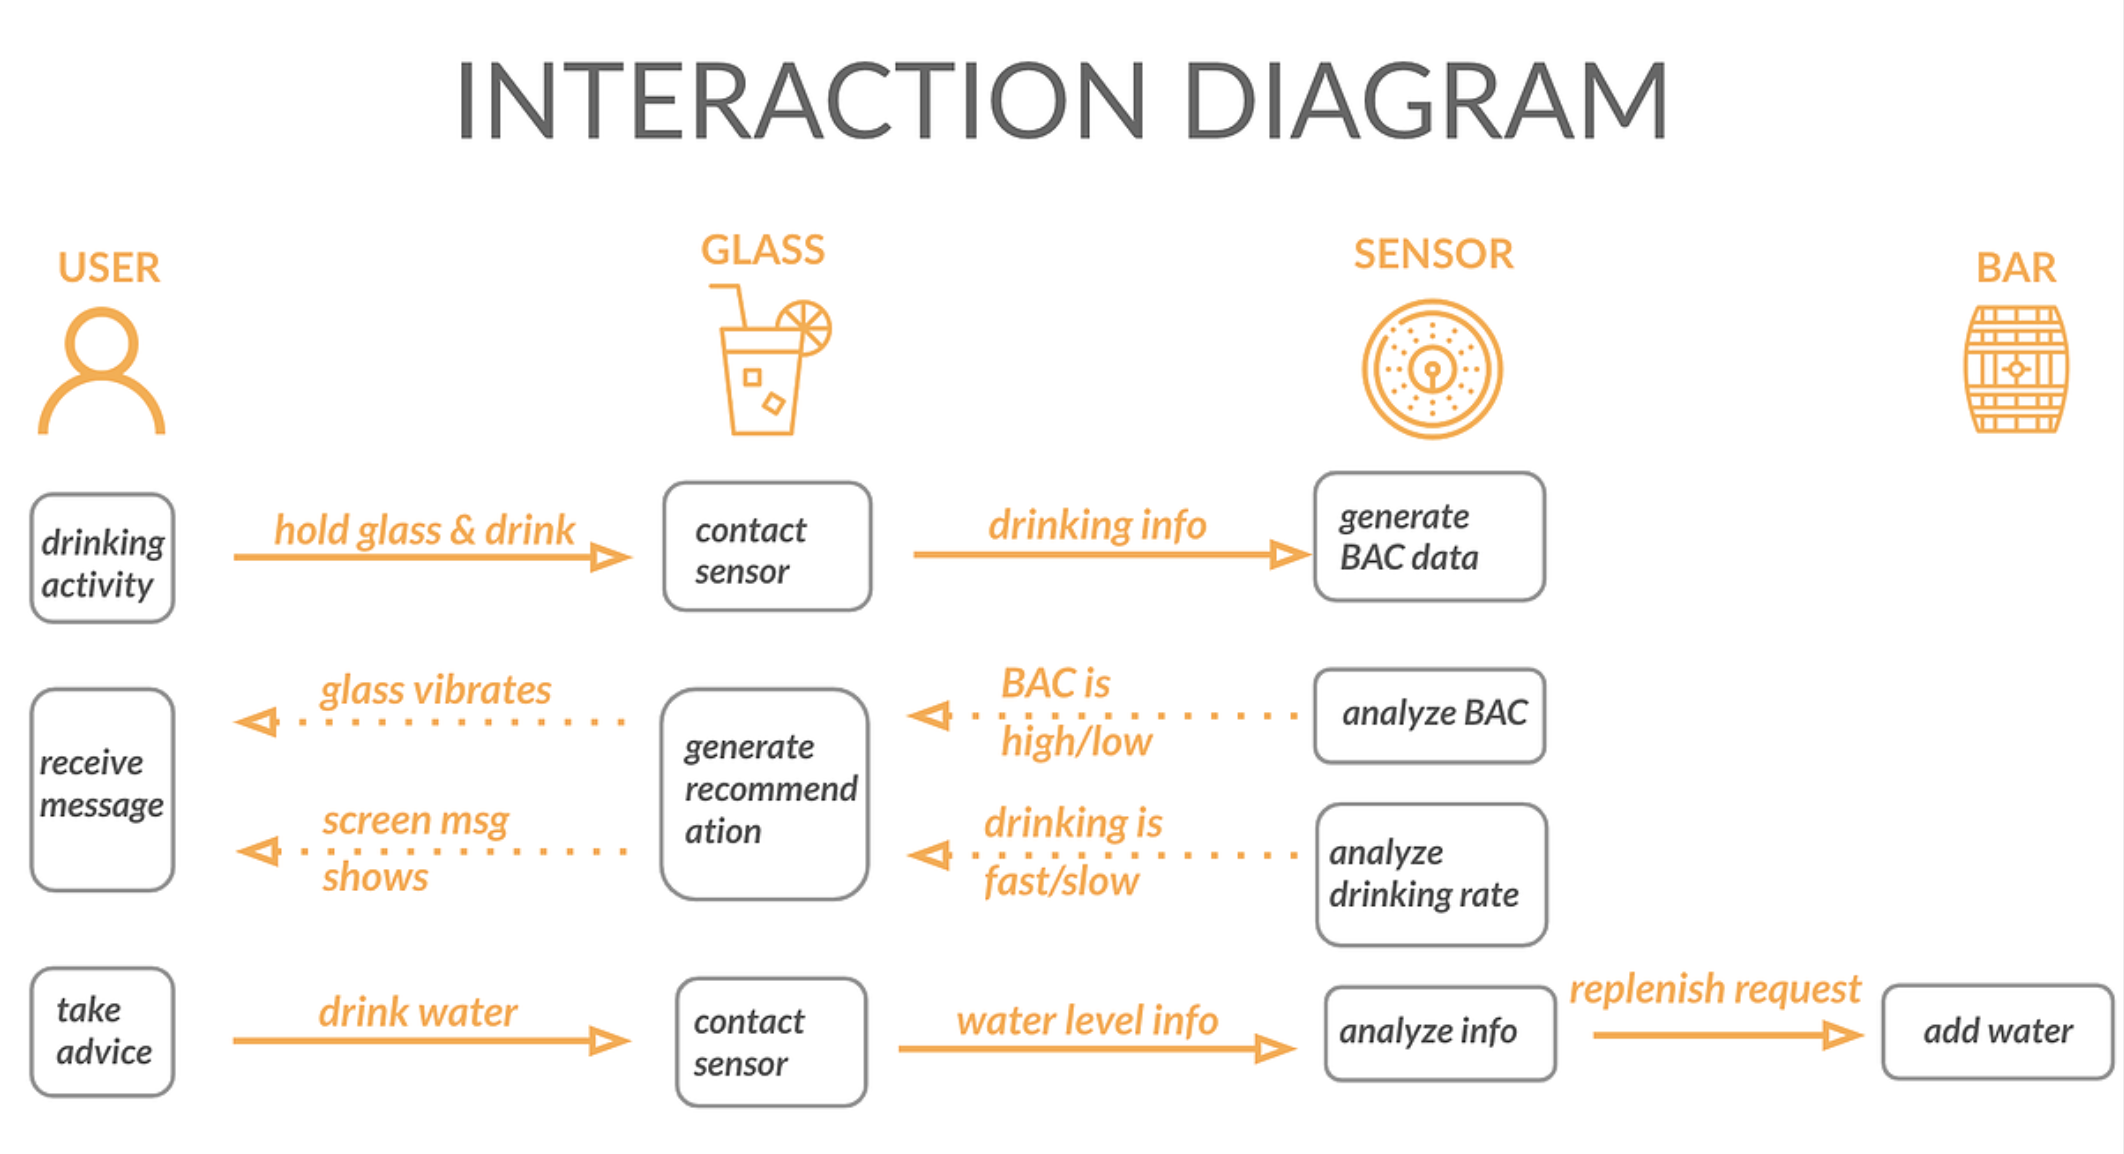 INTERACTION DIAGRAM
USER
GLASS
SENSOR
BAR
drinking
activity
hold glass & drink
contact
sensor
drinking info
generate
BAC data
receive
message
glass vibrates
screen msg
shows
generate
recommend
ation
BAC is
high/low
drinking is
fast/slow
analyze BAC
analyze
drinking rate
take
advice
drink water
contact
sensor
water level info
analyze info
replenish request
add water